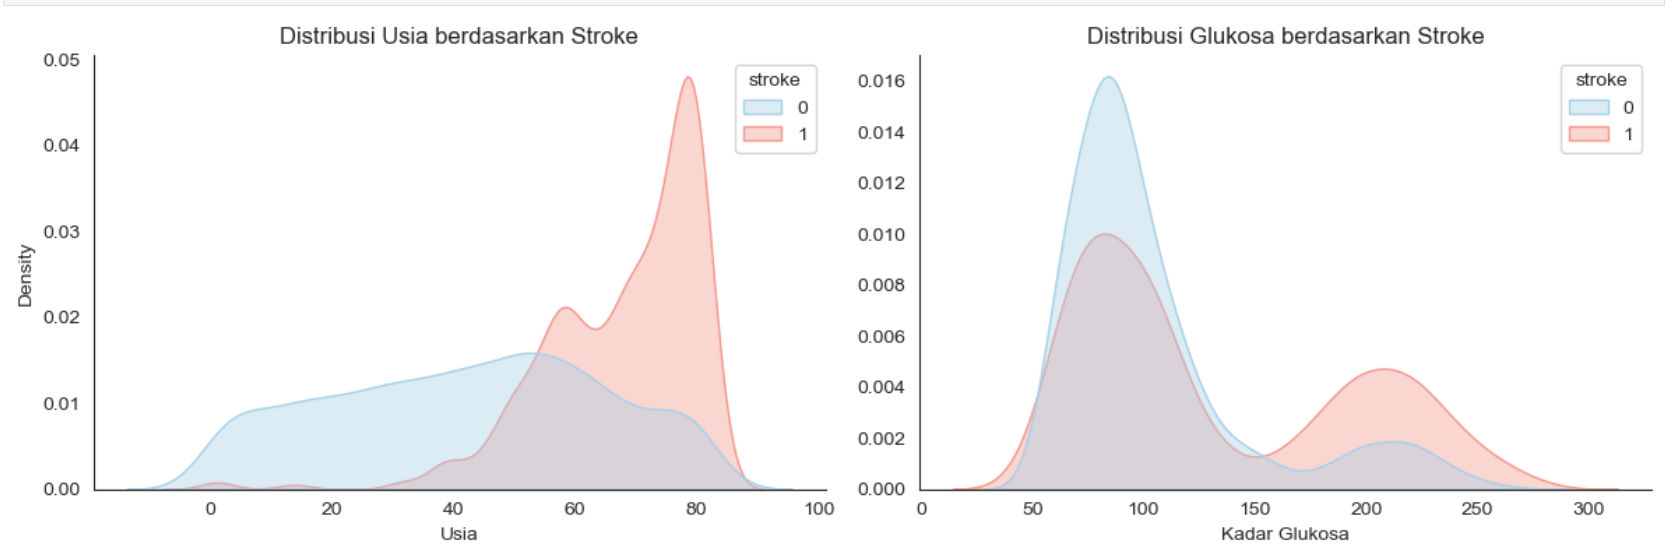 Distribusi Usia berdasarkan Stroke
0.05
0.04
0.03
0.02
0.01
0.00
Density
0 20 40 60 80 100
Usia
stroke
0
1
Distribusi Glukosa berdasarkan Stroke
0.016
0.014
0.012
0.010
0.008
0.006
0.004
0.002
0.000
0 50 100 150 200 250 300
Kadar Glukosa
stroke
0
1